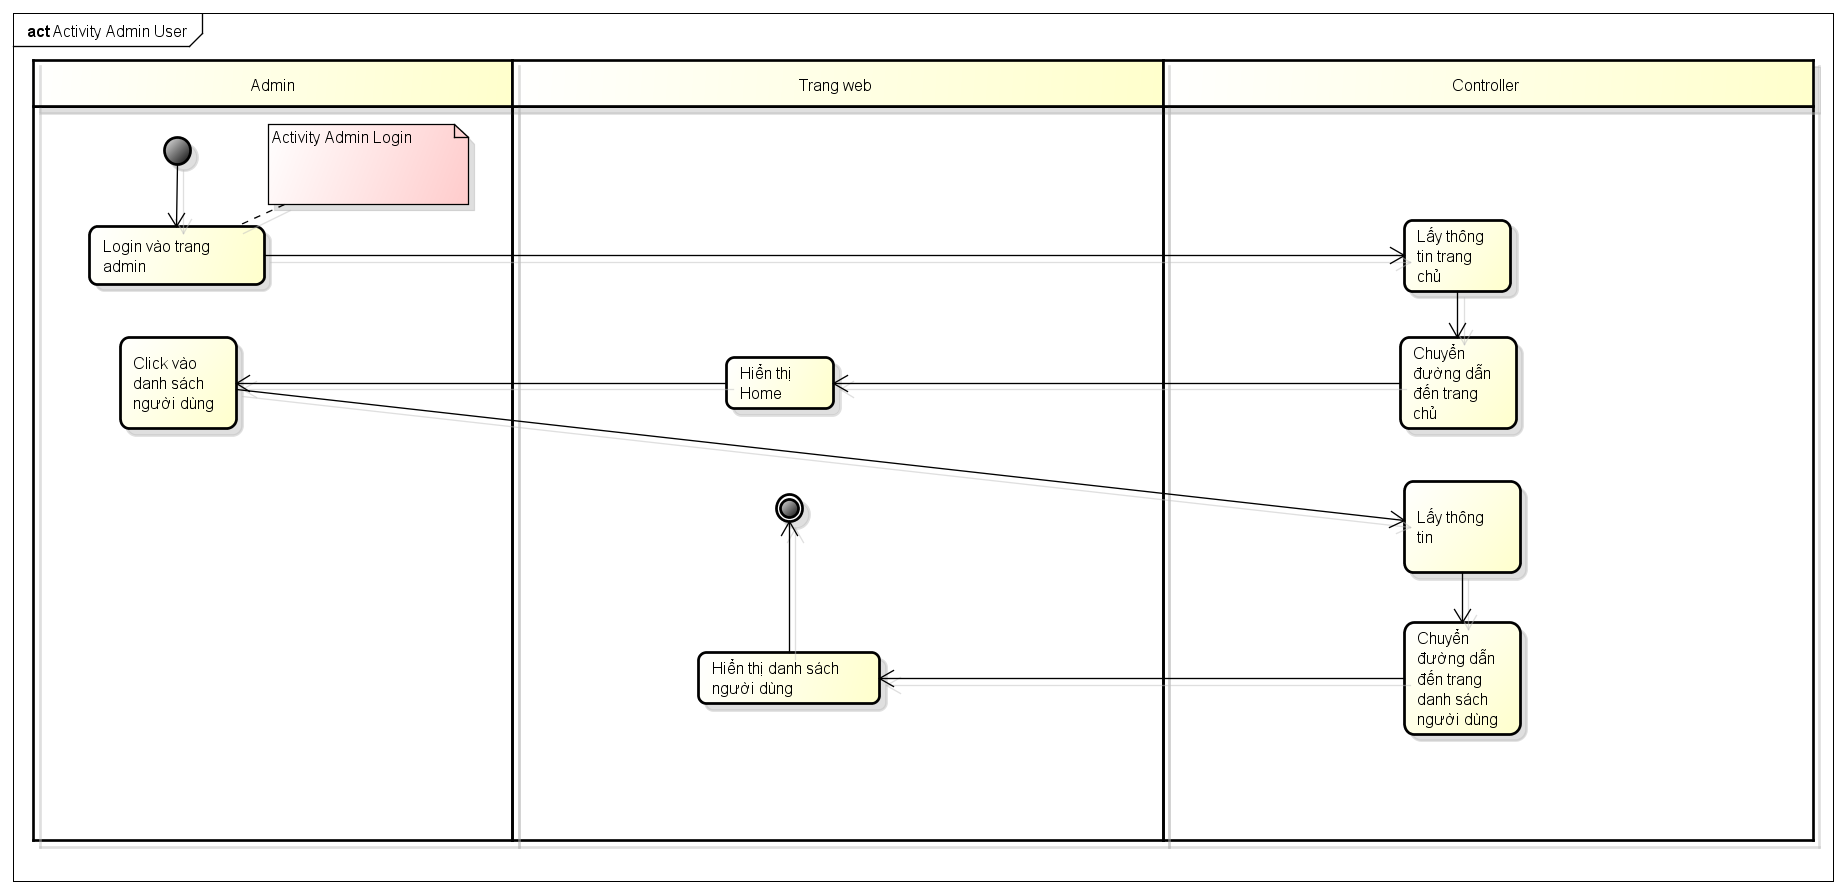 act Activity Admin User
Admin
Trang web
Controller
Activity Admin Login
Login vào trang
admin
Lấy thông
tin trang
chủ
Click vào
danh sách
người dùng
Hiển thị
Home
Chuyển
đường dẫn
đến trang
chủ
Lấy thông
tin
Hiển thị danh sách
người dùng
Chuyển
đường dẫn
đến trang
danh sách
người dùng